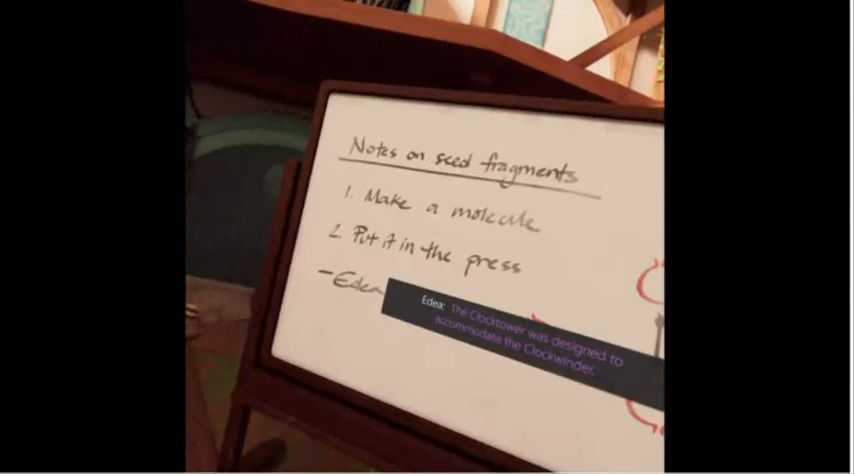 Notes on seed fragments
1. Make a molecule
2. Put it in the press
- Edea
Edea: The Clocktower was designed to
accommodate the Clockwinder.